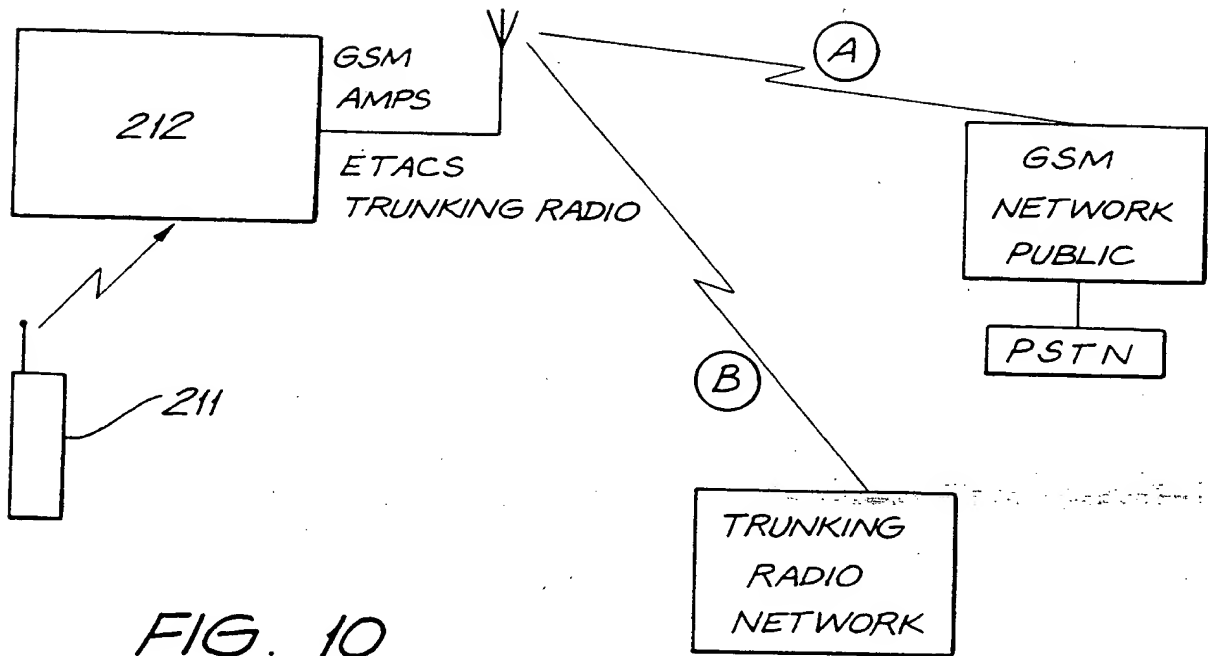 212
GSM
AMPS
ETACS
TRUNKING RADIO
A
GSM
NETWORK
PUBLIC
PSTN
B
211
TRUNKING
RADIO
NETWORK
FIG. 10